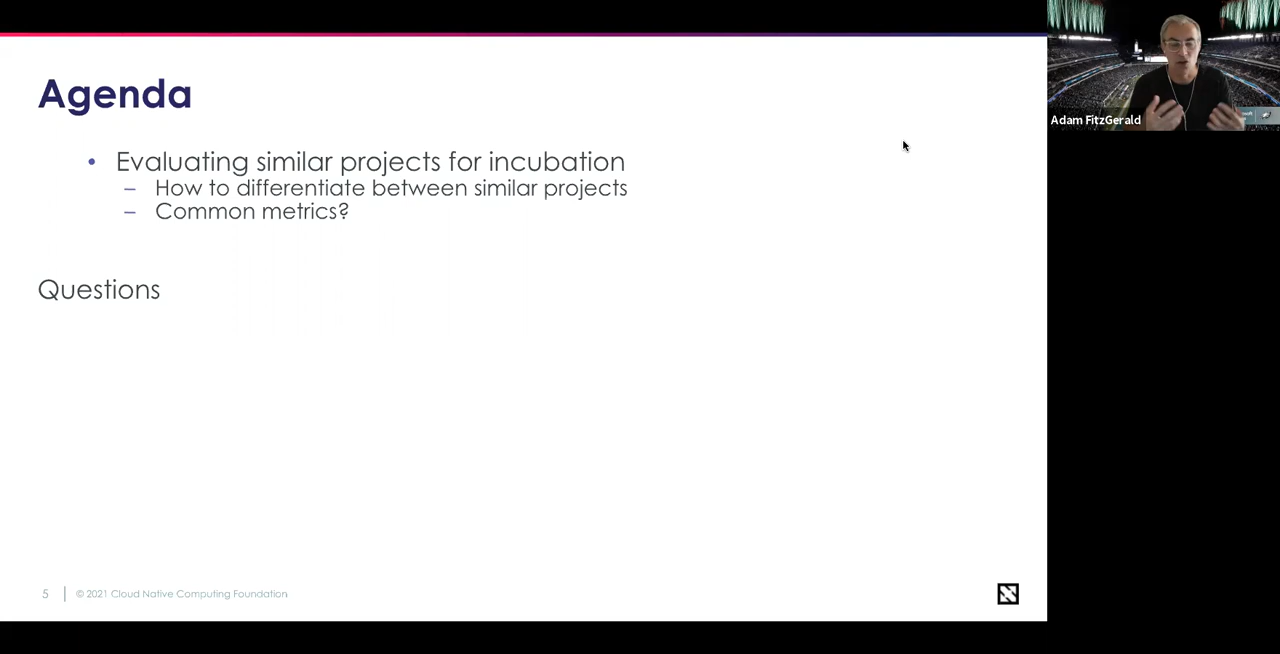 Agenda
• Evaluating similar projects for incubation
– How to differentiate between similar projects
– Common metrics?
Questions
5 © 2021 Cloud Native Computing Foundation
Adam FitzGerald